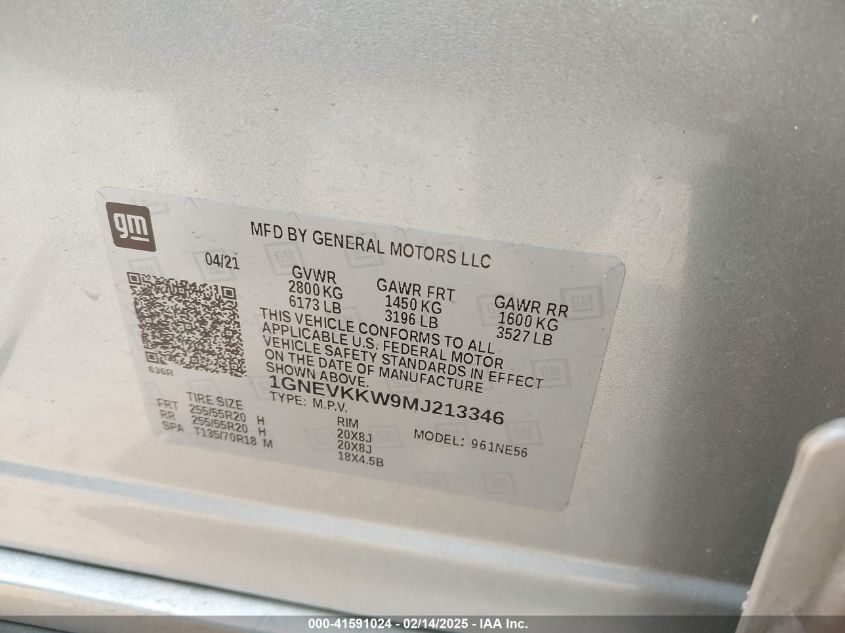 gm
MFD BY GENERAL MOTORS LLC
04/21
GVWR GAWR FRT GAWR RR
2800 KG 1450 KG 1600 KG
6173 LB 3196 LB 3527 LB
THIS VEHICLE CONFORMS TO ALL
APPLICABLE U.S. FEDERAL MOTOR
VEHICLE SAFETY STANDARDS IN EFFECT
ON THE DATE OF MANUFACTURE
SHOWN ABOVE.
636R
1GNEVKKW9MJ213346
TYPE: M.P.V. MODEL: 961NE56
TIRE SIZE RIM
FRT 255/55R20 H 20X8J
RR 255/55R20 H 20X8J
SPA T135/70R18 M 18X4.5B
000-41591024 - 02/14/2025 - IAA Inc.